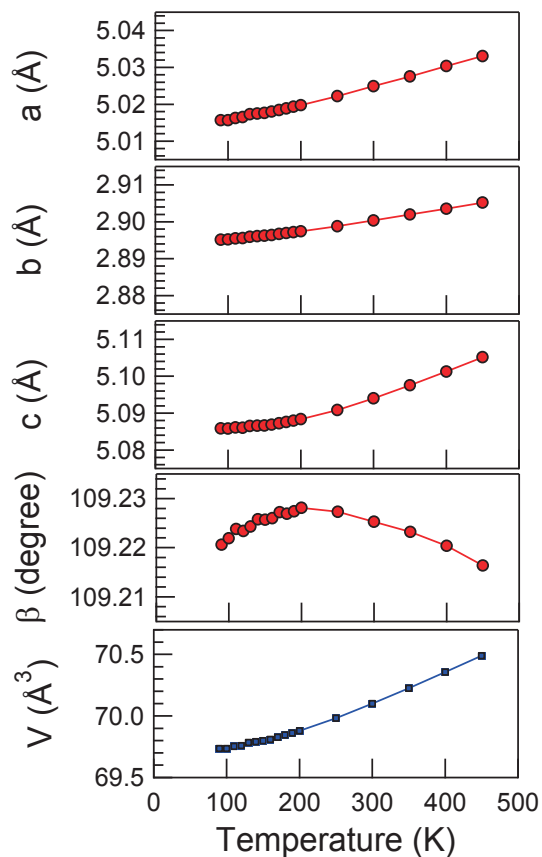 a (Å)
5.04
5.03
5.02
5.01
b (Å)
2.91
2.90
2.89
2.88
c (Å)
5.11
5.10
5.09
5.08
β (degree)
109.23
109.22
109.21
V (Å³)
70.5
70.0
69.5
0 100 200 300 400 500
Temperature (K)